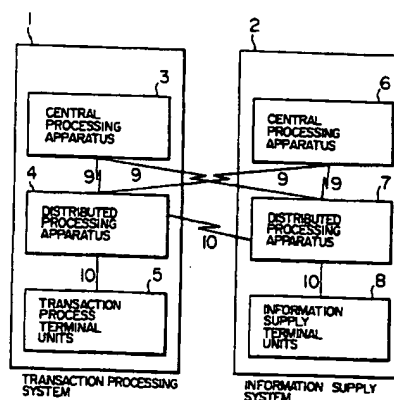 1
2
3
CENTRAL
PROCESSING
APPARATUS
6
CENTRAL
PROCESSING
APPARATUS
9
9
9
9
4
DISTRIBUTED
PROCESSING
APPARATUS
7
DISTRIBUTED
PROCESSING
APPARATUS
10
10
10
5
TRANSACTION
PROCESS
TERMINAL
UNITS
8
INFORMATION
SUPPLY
TERMINAL
UNITS
TRANSACTION PROCESSING
SYSTEM
INFORMATION SUPPLY
SYSTEM